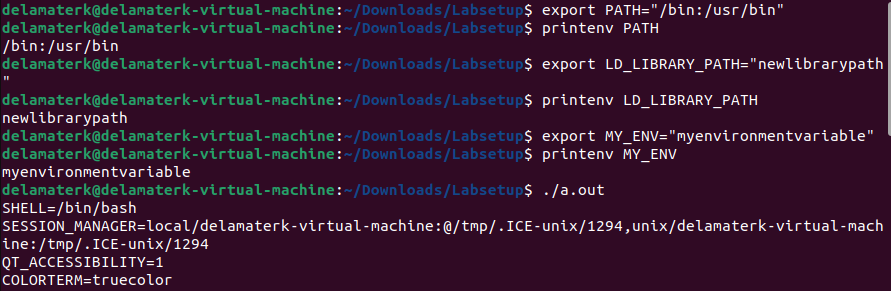 delamaterk@delamaterk-virtual-machine:~/Downloads/Labsetup$ export PATH="/bin:/usr/bin"
delamaterk@delamaterk-virtual-machine:~/Downloads/Labsetup$ printenv PATH
/bin:/usr/bin
delamaterk@delamaterk-virtual-machine:~/Downloads/Labsetup$ export LD_LIBRARY_PATH="newlibrarypath
"
delamaterk@delamaterk-virtual-machine:~/Downloads/Labsetup$ printenv LD_LIBRARY_PATH
newlibrarypath
delamaterk@delamaterk-virtual-machine:~/Downloads/Labsetup$ export MY_ENV="myenvironmentvariable"
delamaterk@delamaterk-virtual-machine:~/Downloads/Labsetup$ printenv MY_ENV
myenvironmentvariable
delamaterk@delamaterk-virtual-machine:~/Downloads/Labsetup$ ./a.out
SHELL=/bin/bash
SESSION_MANAGER=local/delamaterk-virtual-machine:@/tmp/.ICE-unix/1294,unix/delamaterk-virtual-mac
hine:/tmp/.ICE-unix/1294
QT_ACCESSIBILITY=1
COLORTERM=truecolor